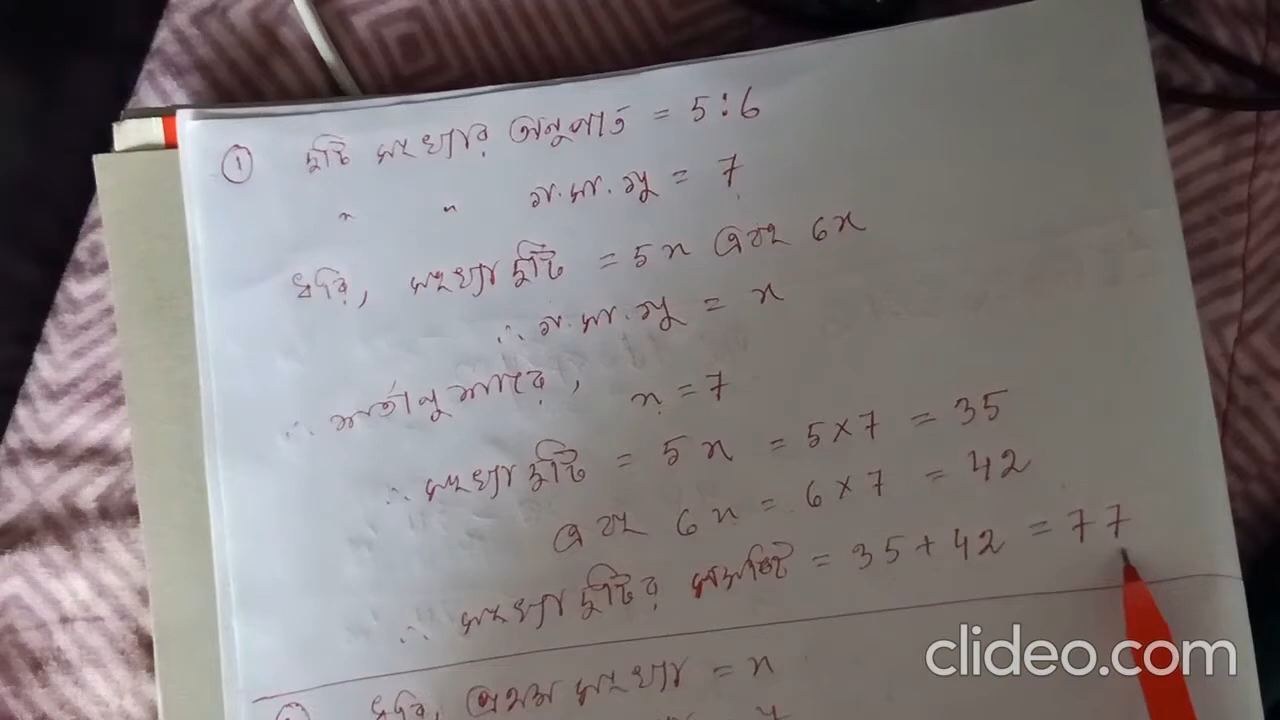 ① দুটি সংখ্যার অনুপাত = 5:6
" " গ.সা.গু = 7
ধরি, সংখ্যা দুটি = 5x এবং 6x
∴ গ.সা.গু = x
∴ শর্তানুসারে, x = 7
∴ সংখ্যা দুটি = 5x = 5×7 = 35
এবং 6x = 6×7 = 42
∴ সংখ্যা দুটির সমষ্টি = 35+42 = 77
ধরি, প্রথম সংখ্যা = x
clideo.com